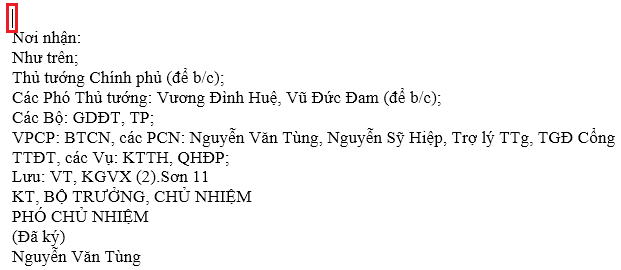 Nơi nhận:
Như trên;
Thủ tướng Chính phủ (để b/c);
Các Phó Thủ tướng: Vương Đình Huệ, Vũ Đức Đam (để b/c);
Các Bộ: GDĐT, TP;
VPCP: BTCN, các PCN: Nguyễn Văn Tùng, Nguyễn Sỹ Hiệp, Trợ lý TTg, TGĐ Cổng
TTĐT, các Vụ: KTTH, QHĐP;
Lưu: VT, KGVX (2).Sơn 11
KT, BỘ TRƯỞNG, CHỦ NHIỆM
PHÓ CHỦ NHIỆM
(Đã ký)
Nguyễn Văn Tùng